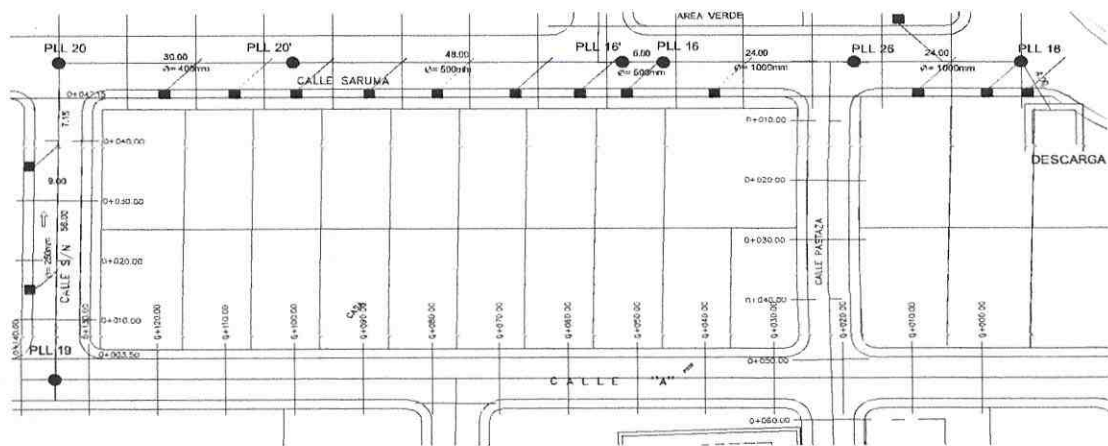 AREA VERDE
PLL 20
PLL 20'
PLL 16'
PLL 16
PLL 26
PLL 18
30.00
Ø= 400mm
48.00
Ø= 500mm
6.00
Ø= 500mm
24.00
Ø= 1000mm
24.00
Ø= 1000mm
CALLE SARUMA
0+042.15
7.15
0+040.00
9.00
0+030.00
CALLE S/N
56.00
Ø= 250mm
0+020.00
0+010.00
0+003.50
0+010.00
DESCARGA
0+020.00
0+030.00
CALLE PASTAZA
0+040.00
0+050.00
0+060.00
0+140.00
0+130.00
0+120.00
0+110.00
0+100.00
0+090.00
0+080.00
0+070.00
0+060.00
0+050.00
0+040.00
0+030.00
0+020.00
0+010.00
0+000.00
PLL 19
CALLE "A"